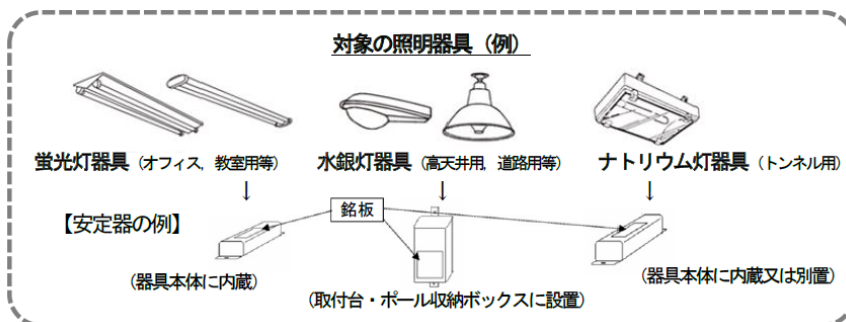 対象の照明器具（例）
蛍光灯器具（オフィス，教室用等）
水銀灯器具（高天井用，道路用等）
ナトリウム灯器具（トンネル用）
↓ ↓ ↓
【安定器の例】
銘板
（器具本体に内蔵）
（取付台・ポール収納ボックスに設置）
（器具本体に内蔵又は別置）